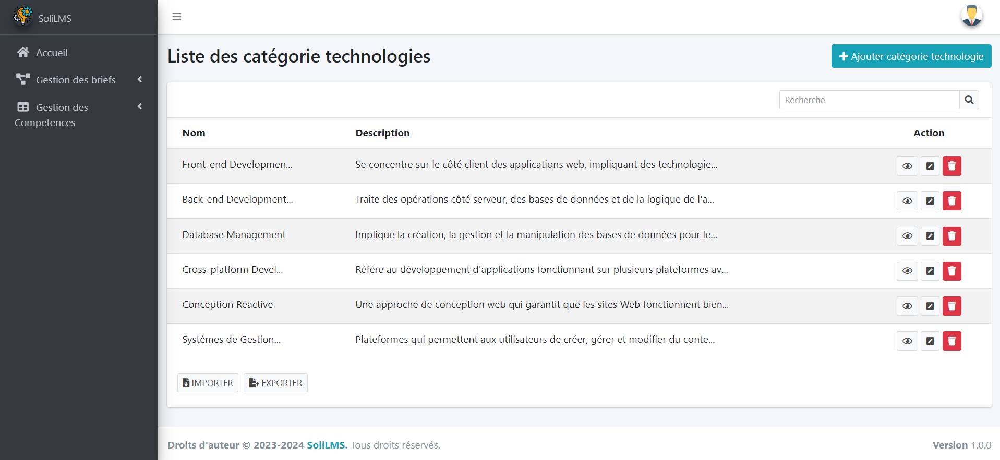 SoliLMS
Accueil
Gestion des briefs
Gestion des
Competences
Liste des catégorie technologies
Ajouter catégorie technologie
Recherche
Nom Description Action
Front-end Developmen... Se concentre sur le côté client des applications web, impliquant des technologie...
Back-end Development... Traite des opérations côté serveur, des bases de données et de la logique de l'a...
Database Management Implique la création, la gestion et la manipulation des bases de données pour le...
Cross-platform Devel... Réfère au développement d'applications fonctionnant sur plusieurs plateformes av...
Conception Réactive Une approche de conception web qui garantit que les sites Web fonctionnent bien...
Systèmes de Gestion... Plateformes qui permettent aux utilisateurs de créer, gérer et modifier du conte...
IMPORTER EXPORTER
Droits d'auteur © 2023-2024 SoliLMS. Tous droits réservés. Version 1.0.0